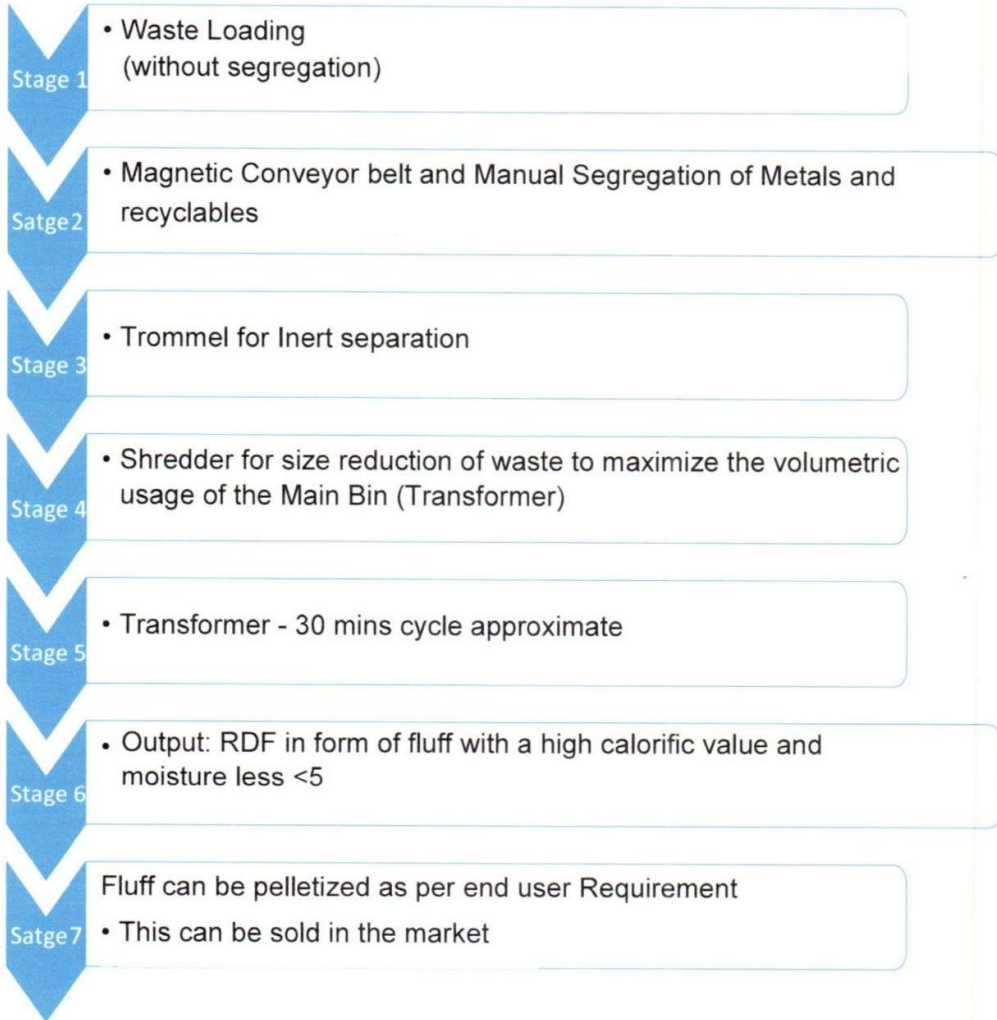 Stage 1
• Waste Loading
(without segregation)
Satge2
• Magnetic Conveyor belt and Manual Segregation of Metals and
recyclables
Stage 3
• Trommel for Inert separation
Stage 4
• Shredder for size reduction of waste to maximize the volumetric
usage of the Main Bin (Transformer)
Stage 5
• Transformer - 30 mins cycle approximate
Stage 6
• Output: RDF in form of fluff with a high calorific value and
moisture less <5
Satge7
Fluff can be pelletized as per end user Requirement
• This can be sold in the market